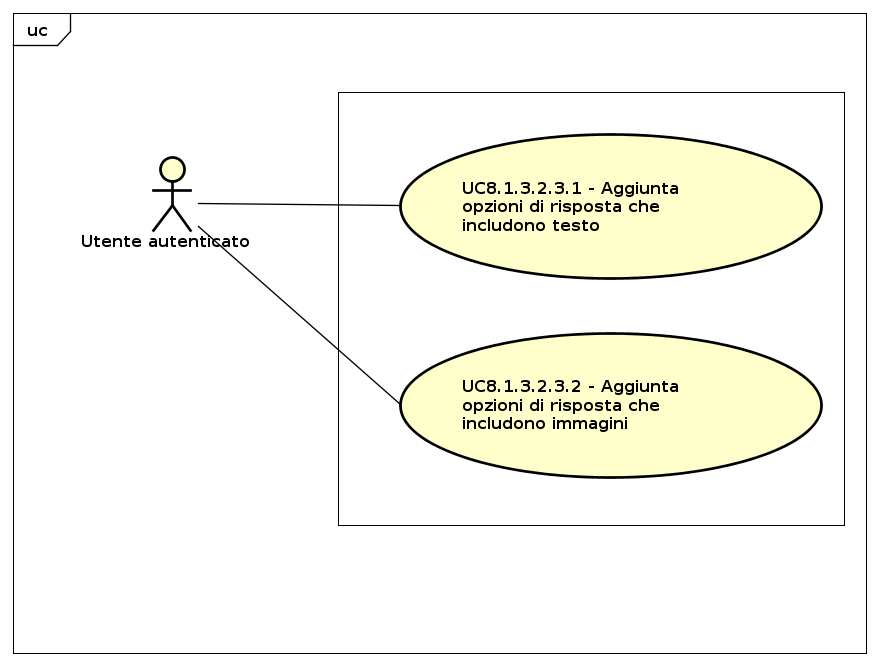 uc
UC8.1.3.2.3.1 - Aggiunta
opzioni di risposta che
includono testo
Utente autenticato
UC8.1.3.2.3.2 - Aggiunta
opzioni di risposta che
includono immagini